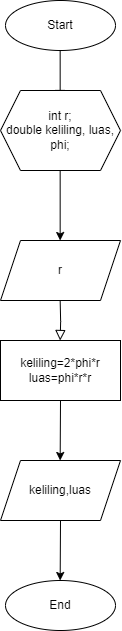 Start
int r;
double keliling, luas,
phi;
r
keliling=2*phi*r
luas=phi*r*r
keliling,luas
End